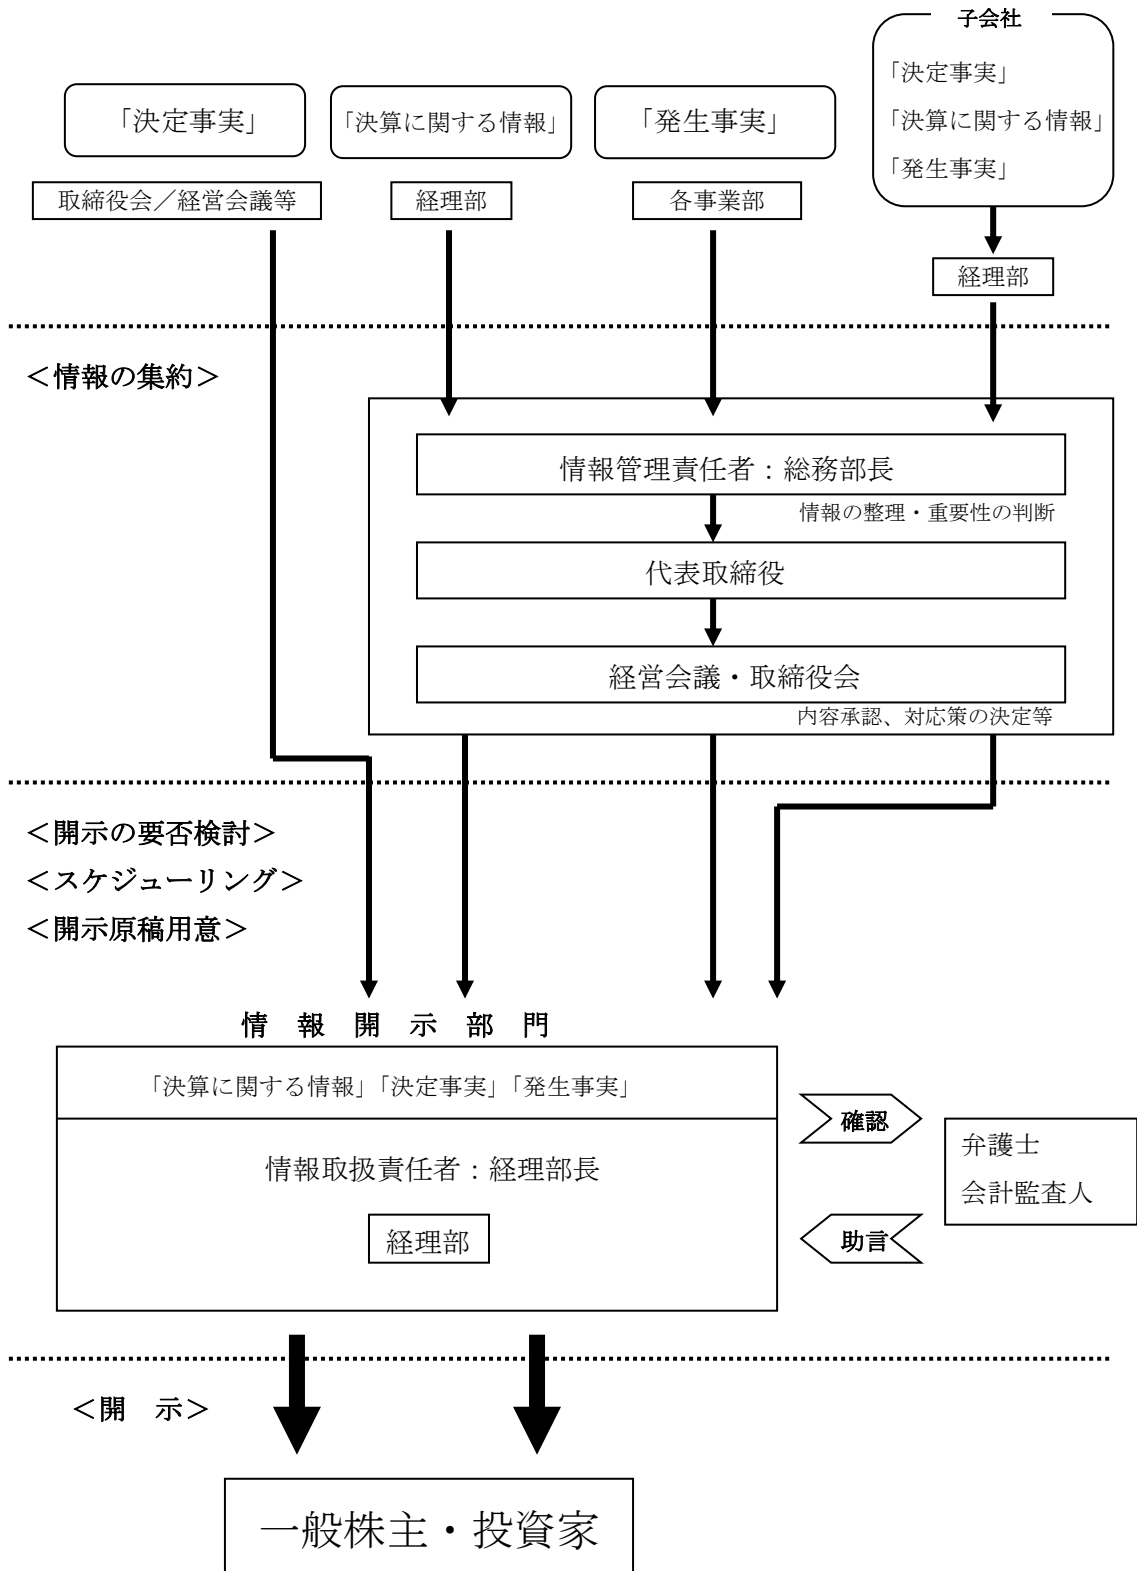 子会社
「決定事実」
「決算に関する情報」
「発生事実」
「決定事実」
「決算に関する情報」
「発生事実」
取締役会／経営会議等
経理部
各事業部
経理部
＜情報の集約＞
情報管理責任者：総務部長
情報の整理・重要性の判断
代表取締役
経営会議・取締役会
内容承認、対応策の決定等
＜開示の要否検討＞
＜スケジューリング＞
＜開示原稿用意＞
情　報　開　示　部　門
「決算に関する情報」「決定事実」「発生事実」
情報取扱責任者：経理部長
経理部
確認
助言
弁護士
会計監査人
＜開　示＞
一般株主・投資家